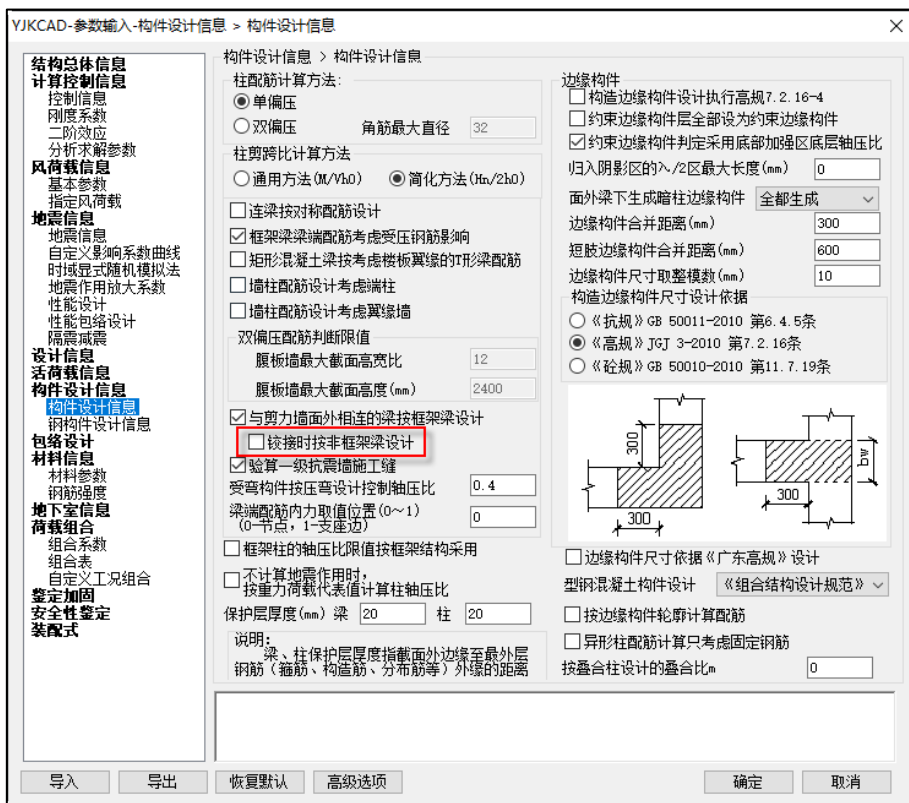 YJKCAD-参数输入-构件设计信息 > 构件设计信息
结构总体信息
计算控制信息
控制信息
刚度系数
二阶效应
分析求解参数
风荷载信息
基本参数
指定风荷载
地震信息
地震信息
自定义影响系数曲线
时域显式随机模拟法
地震作用放大系数
性能设计
性能包络设计
隔震减震
设计信息
活荷载信息
构件设计信息
构件设计信息
钢构件设计信息
包络设计
材料信息
材料参数
钢筋强度
地下室信息
荷载组合
组合系数
组合表
自定义工况组合
鉴定加固
安全性鉴定
装配式
构件设计信息 > 构件设计信息
柱配筋计算方法:
单偏压
双偏压 角筋最大直径 32
柱剪跨比计算方法
通用方法(M/Vh0) 简化方法(Hn/2h0)
连梁按对称配筋设计
框架梁梁端配筋考虑受压钢筋影响
矩形混凝土梁按考虑楼板翼缘的T形梁配筋
墙柱配筋设计考虑端柱
墙柱配筋设计考虑翼缘墙
双偏压配筋判断限值
腹板墙最大截面高宽比 12
腹板墙最大截面高度(mm) 2400
与剪力墙面外相连的梁按框架梁设计
铰接时按非框架梁设计
验算一级抗震墙施工缝
受弯构件按压弯设计控制轴压比 0.4
梁端配筋内力取值位置(0~1)
(0-节点, 1-支座边) 0
框架柱的轴压比限值按框架结构采用
不计算地震作用时,
按重力荷载代表值计算柱轴压比
保护层厚度(mm) 梁 20 柱 20
说明:
梁、柱保护层厚度指截面外边缘至最外层
钢筋(箍筋、构造筋、分布筋等)外缘的距离
边缘构件
构造边缘构件设计执行高规7.2.16-4
约束边缘构件层全部设为约束边缘构件
约束边缘构件判定采用底部加强区底层轴压比
归入阴影区的λ/2区最大长度(mm) 0
面外梁下生成暗柱边缘构件 全都生成
边缘构件合并距离(mm) 300
短肢边缘构件合并距离(mm) 600
边缘构件尺寸取整模数(mm) 10
构造边缘构件尺寸设计依据
《抗规》GB 50011-2010 第6.4.5条
《高规》JGJ 3-2010 第7.2.16条
《砼规》GB 50010-2010 第11.7.19条
300
300
300
bw
边缘构件尺寸依据《广东高规》设计
型钢混凝土构件设计 《组合结构设计规范》
按边缘构件轮廓计算配筋
异形柱配筋计算只考虑固定钢筋
按叠合柱设计的叠合比m 0
导入 导出 恢复默认 高级选项 确定 取消